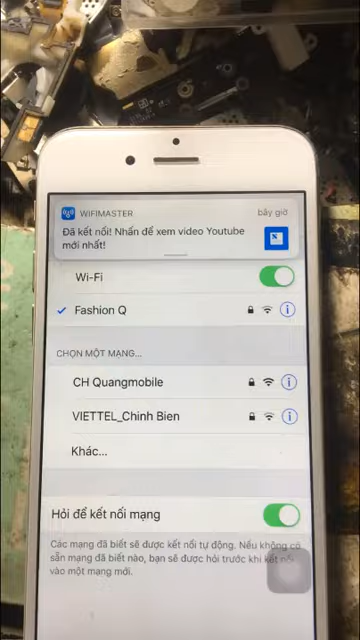 WIFIMASTER
bây giờ
Đã kết nối! Nhấn để xem video Youtube
mới nhất!
Wi-Fi
Fashion Q
CHỌN MỘT MẠNG...
CH Quangmobile
VIETTEL_Chinh Bien
Khác...
Hỏi để kết nối mạng
Các mạng đã biết sẽ được kết nối tự động. Nếu không có
sẵn mạng đã biết nào, bạn sẽ được hỏi trước khi kết nối
vào một mạng mới.